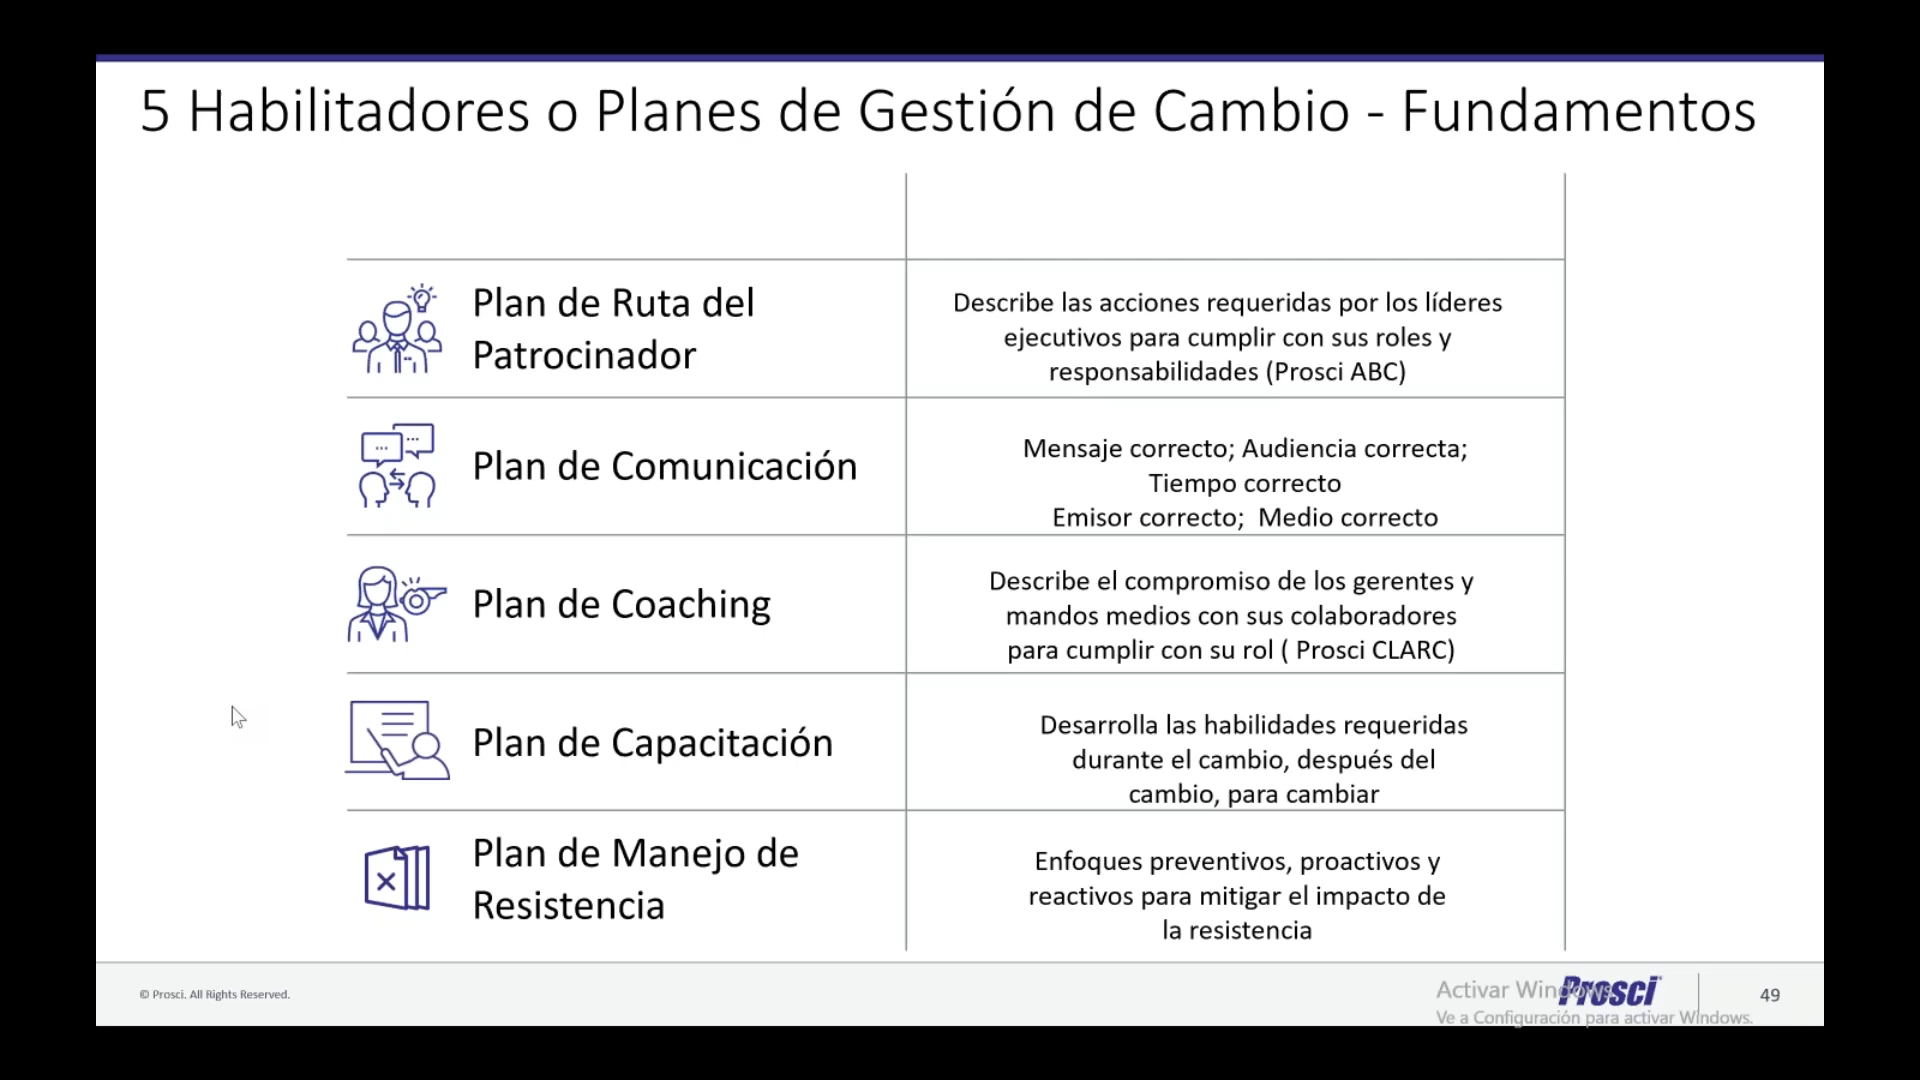 5 Habilitadores o Planes de Gestión de Cambio - Fundamentos
Plan de Ruta del
Patrocinador
Describe las acciones requeridas por los líderes
ejecutivos para cumplir con sus roles y
responsabilidades (Prosci ABC)
Plan de Comunicación
Mensaje correcto; Audiencia correcta;
Tiempo correcto
Emisor correcto;  Medio correcto
Plan de Coaching
Describe el compromiso de los gerentes y
mandos medios con sus colaboradores
para cumplir con su rol ( Prosci CLARC)
Plan de Capacitación
Desarrolla las habilidades requeridas
durante el cambio, después del
cambio, para cambiar
Plan de Manejo de
Resistencia
Enfoques preventivos, proactivos y
reactivos para mitigar el impacto de
la resistencia
© Prosci. All Rights Reserved.
Activar Windows
Prosci
49
Ve a Configuración para activar Windows.